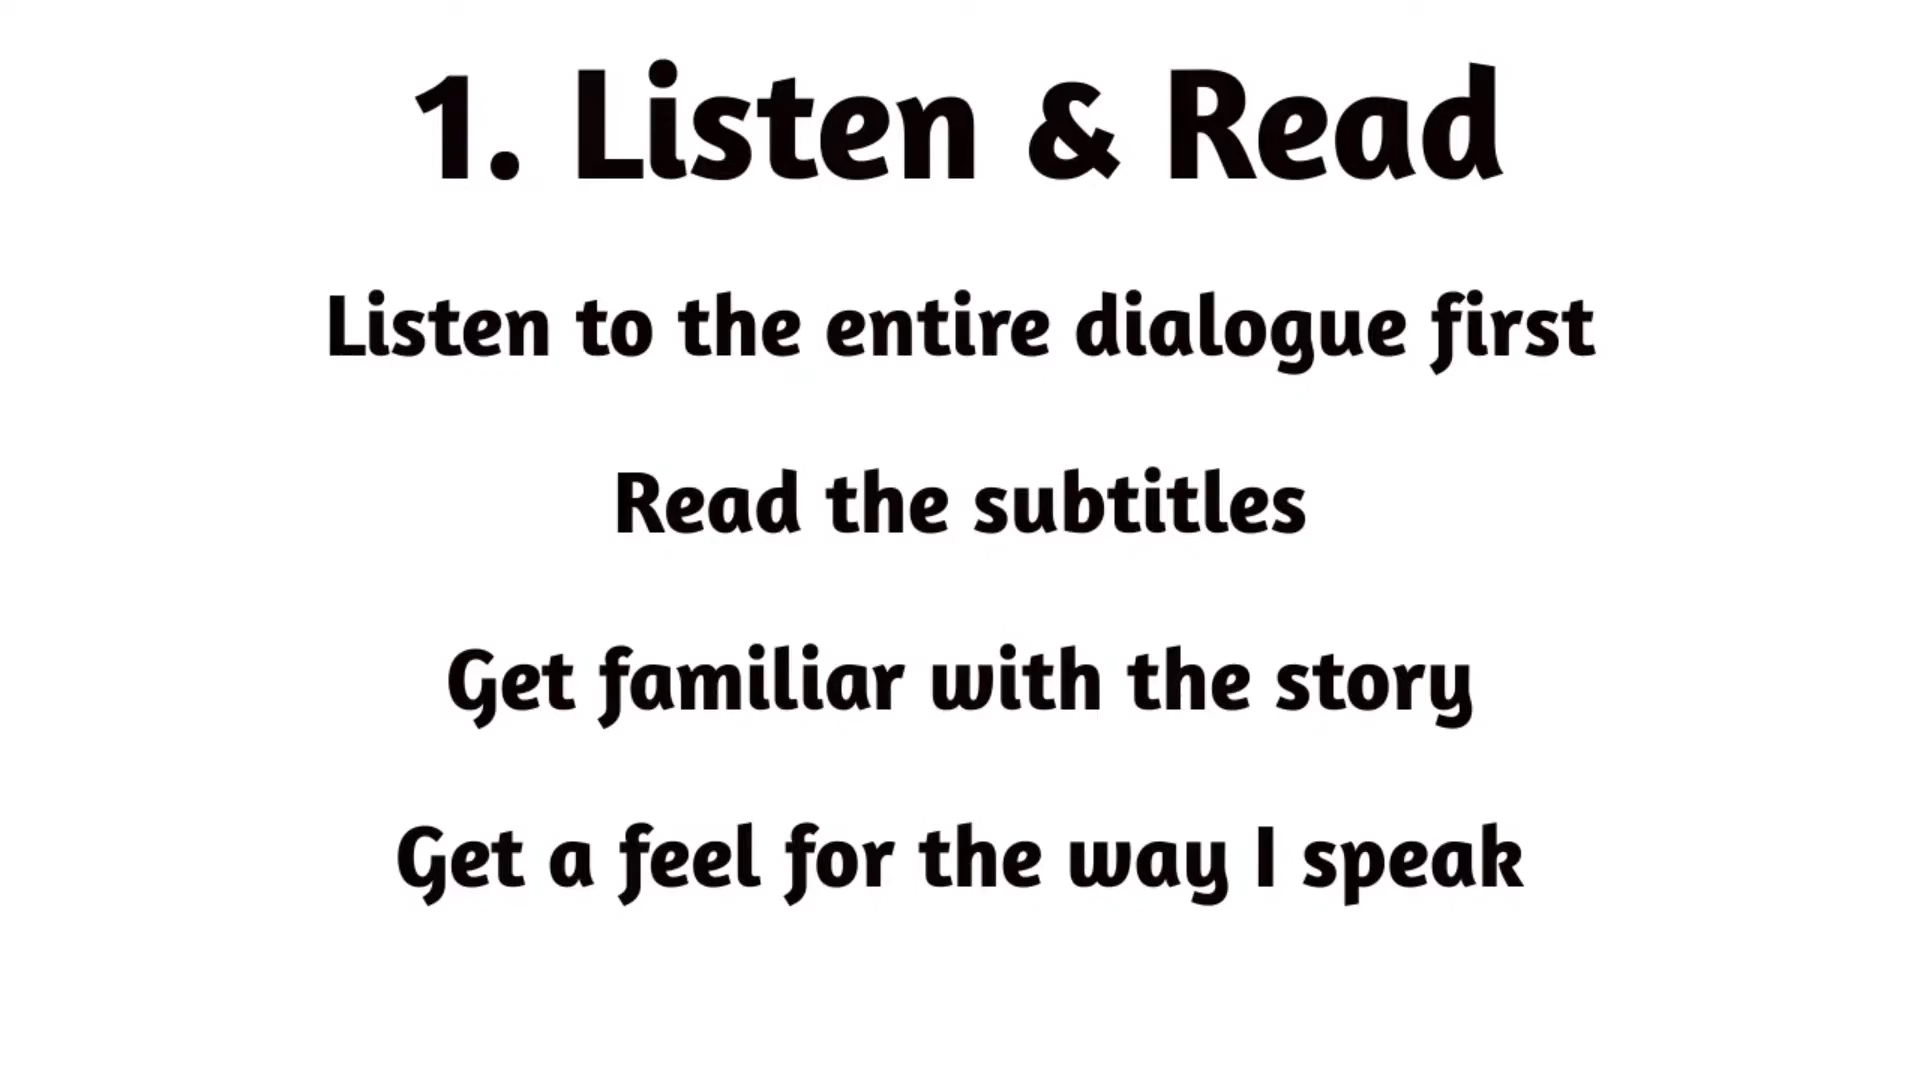 1. Listen & Read
Listen to the entire dialogue first
Read the subtitles
Get familiar with the story
Get a feel for the way I speak